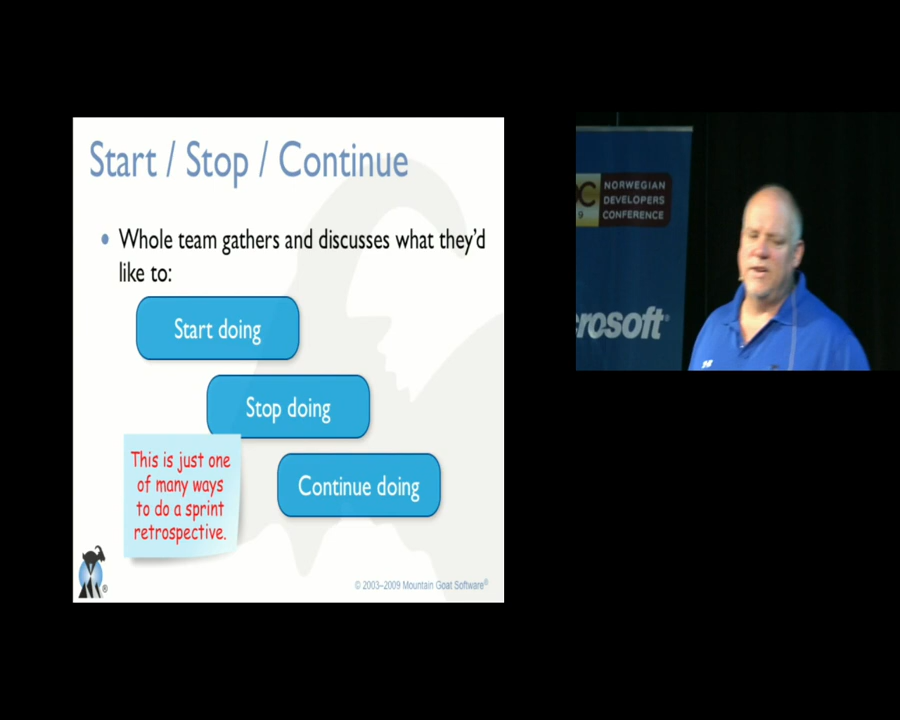 Start / Stop / Continue
• Whole team gathers and discusses what they'd
like to:
Start doing
Stop doing
Continue doing
This is just one
of many ways
to do a sprint
retrospective.
© 2003–2009 Mountain Goat Software®
®
C
9
NORWEGIAN
DEVELOPERS
CONFERENCE
rosoft